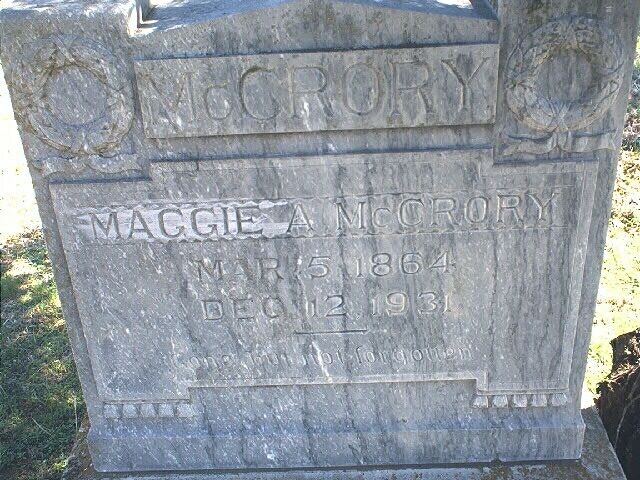 McCRORY
MAGGIE A McCRORY
MAR. 5 1864
DEC. 12, 1931
Gone but not forgotten